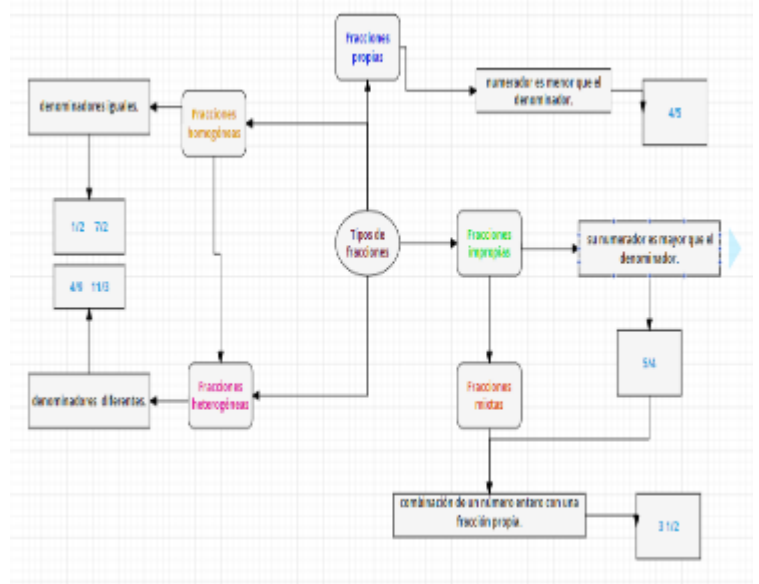 Fracciones
propias
numerador es menor que el
denominador.
4/5
denominadores iguales.
Fracciones
homogéneas
1/2 7/2
Tipos de
fracciones
Fracciones
impropias
su numerador es mayor que el
denominador.
11/3
5/4
denominadores diferentes.
Fracciones
heterogéneas
Fracciones
mixtas
combinación de un número entero con una
fracción propia.
3 1/2